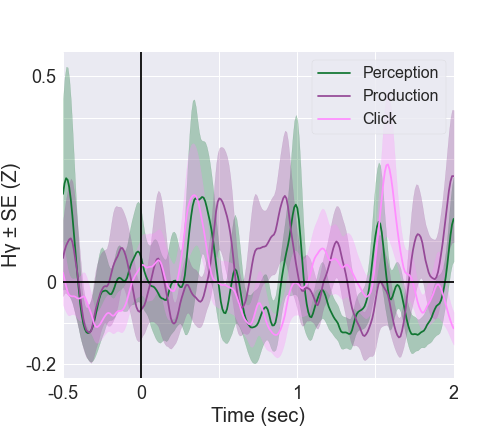 0.5
0
-0.2
Hγ ± SE (Z)
Perception
Production
Click
-0.5
0
1
2
Time (sec)